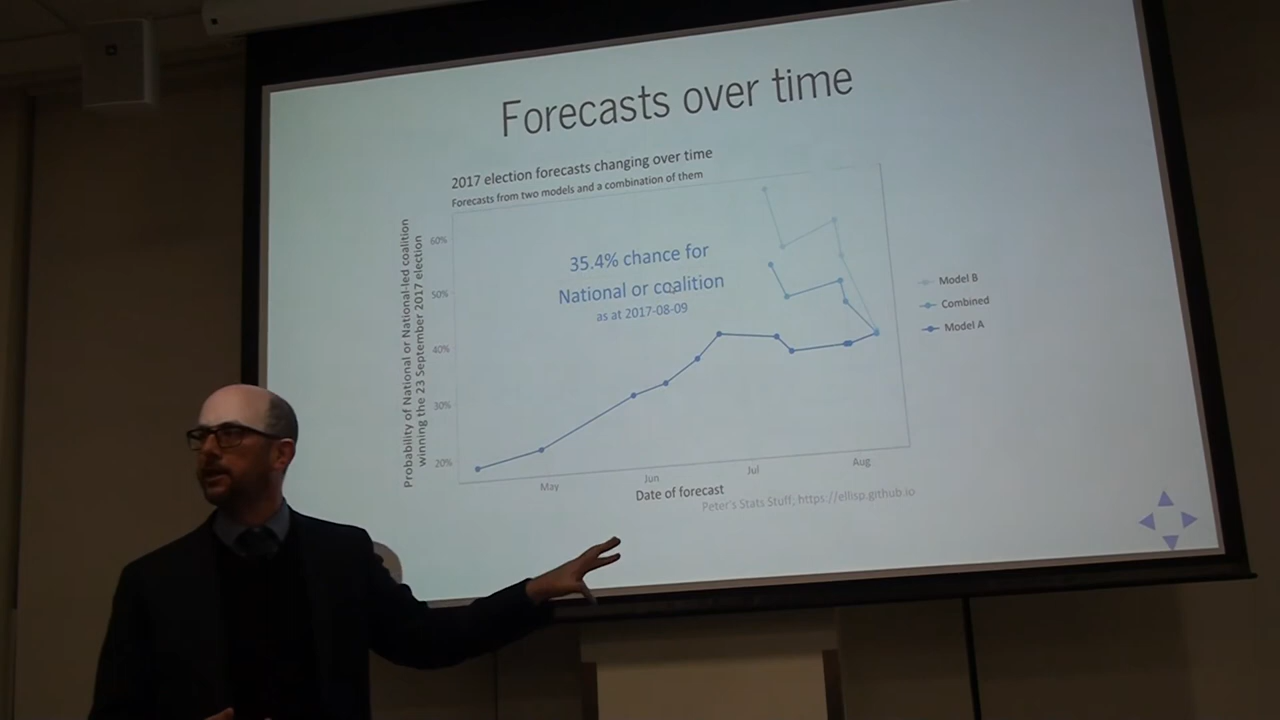 Forecasts over time
2017 election forecasts changing over time
Forecasts from two models and a combination of them
Probability of National or National-led coalition
winning the 23 September 2017 election
60%
50%
40%
30%
20%
35.4% chance for
National or coalition
as at 2017-08-09
Model B
Combined
Model A
May
Jun
Jul
Aug
Date of forecast
Peter's Stats Stuff, https://ellisp.github.io